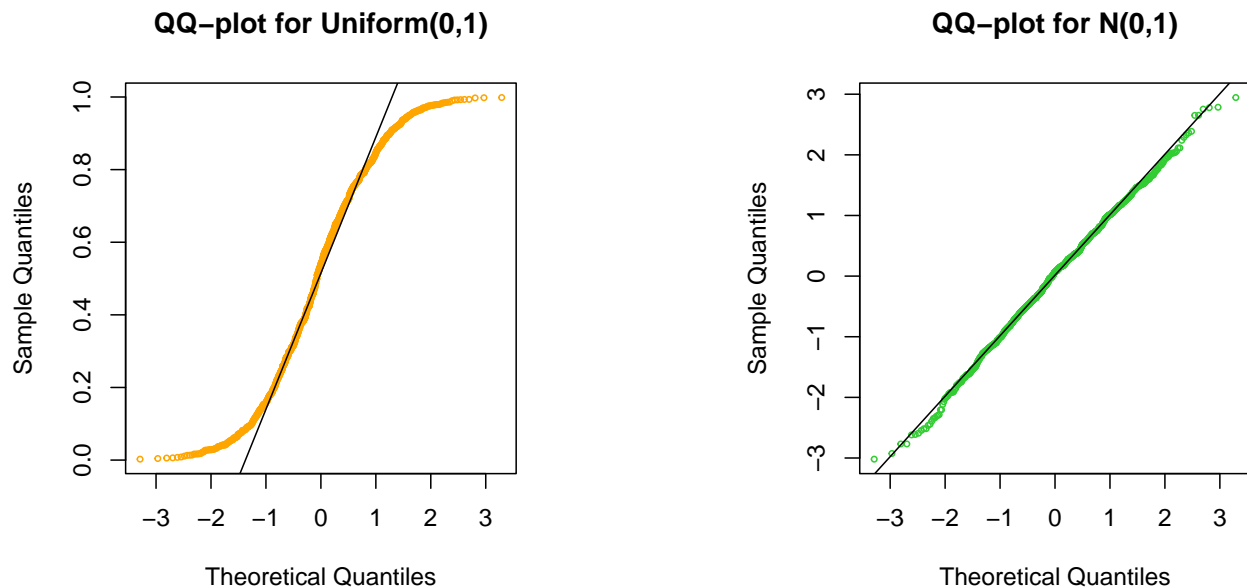 QQ−plot for Uniform(0,1)
Sample Quantiles
1.0
0.8
0.6
0.4
0.2
0.0
−3 −2 −1 0 1 2 3
Theoretical Quantiles
QQ−plot for N(0,1)
Sample Quantiles
3
2
1
0
−1
−2
−3
−3 −2 −1 0 1 2 3
Theoretical Quantiles